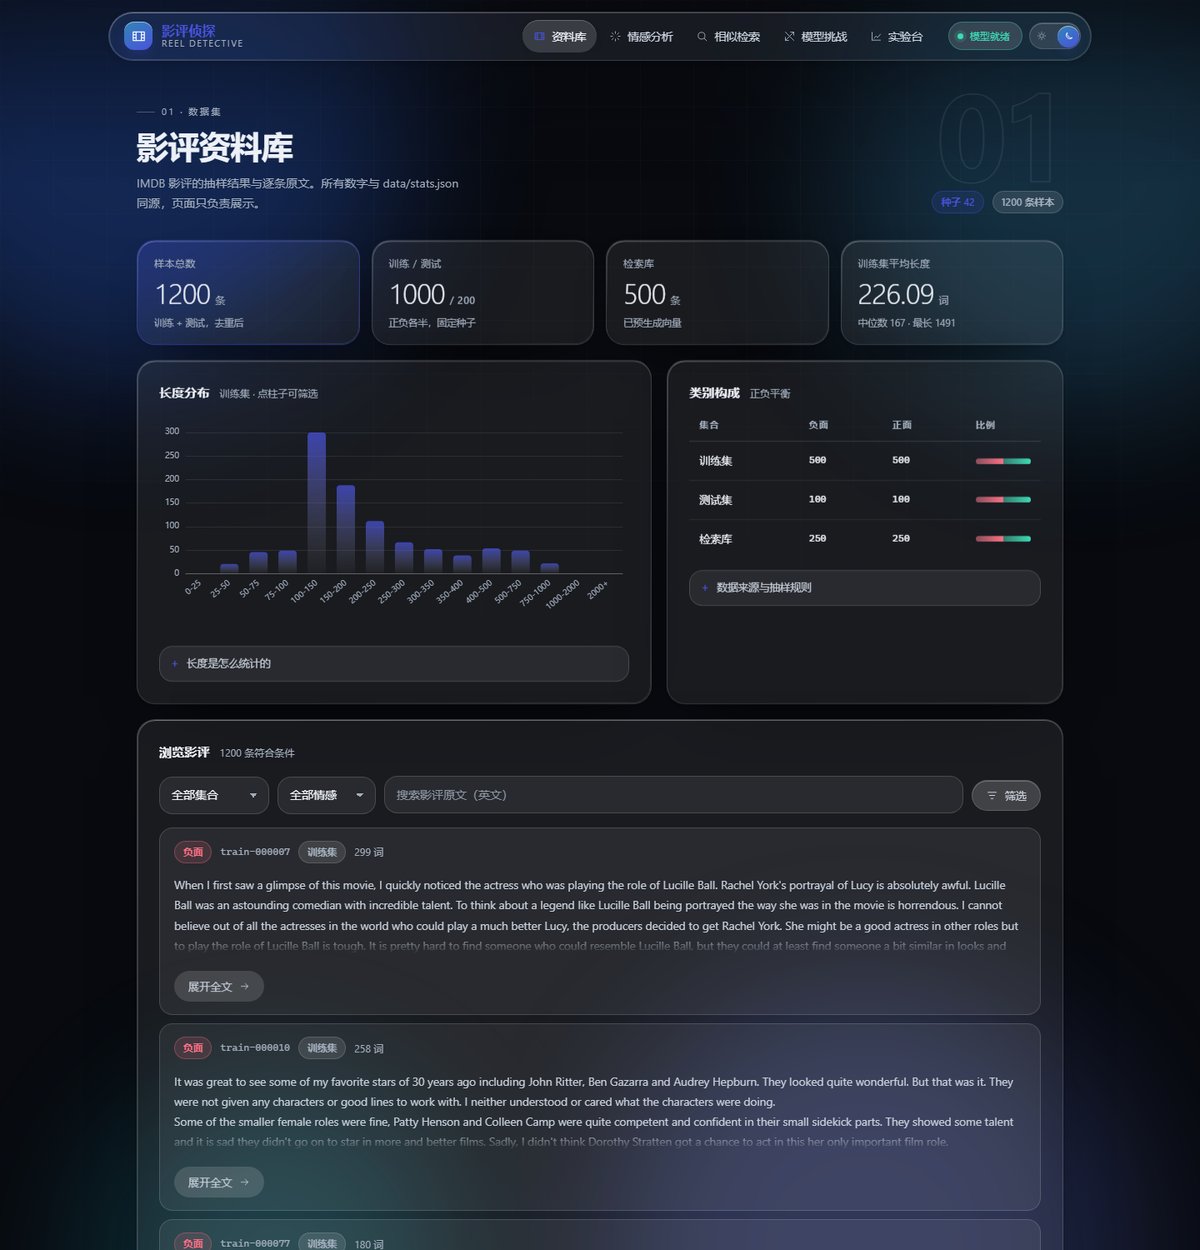 影评侦探
REEL DETECTIVE
资料库
情感分析
相似检索
模型挑战
实验台
模型就绪
01 · 数据集
影评资料库
01
IMDB 影评的抽样结果与逐条原文。所有数字与 data/stats.json
同源，页面只负责展示。
种子 42
1200 条样本
样本总数
1200 条
训练 + 测试，去重后
训练 / 测试
1000 / 200
正负各半，固定种子
检索库
500 条
已预生成向量
训练集平均长度
226.09 词
中位数 167 · 最长 1491
长度分布 训练集 · 点柱子可筛选
300
250
200
150
100
50
0
0-25
25-50
50-75
75-100
100-150
150-200
200-250
250-300
300-350
350-400
400-500
500-750
750-1000
1000-2000
2000+
+ 长度是怎么统计的
类别构成 正负平衡
集合 负面 正面 比例
训练集 500 500
测试集 100 100
检索库 250 250
+ 数据来源与抽样规则
浏览影评 1200 条符合条件
全部集合
全部情感
搜索影评原文（英文）
筛选
负面 train-000007 训练集 299 词
When I first saw a glimpse of this movie, I quickly noticed the actress who was playing the role of Lucille Ball. Rachel York's portrayal of Lucy is absolutely awful. Lucille
Ball was an astounding comedian with incredible talent. To think about a legend like Lucille Ball being portrayed the way she was in the movie is horrendous. I cannot
believe out of all the actresses in the world who could play a much better Lucy, the producers decided to get Rachel York. She might be a good actress in other roles but
to play the role of Lucille Ball is tough. It is pretty hard to find someone who could resemble Lucille Ball, but they could at least find someone a bit similar in looks and
展开全文 →
负面 train-000010 训练集 258 词
It was great to see some of my favorite stars of 30 years ago including John Ritter, Ben Gazarra and Audrey Hepburn. They looked quite wonderful. But that was it. They
were not given any characters or good lines to work with. I neither understood or cared what the characters were doing.
Some of the smaller female roles were fine, Patty Henson and Colleen Camp were quite competent and confident in their small sidekick parts. They showed some talent
and it is sad they didn't go on to star in more and better films. Sadly, I didn't think Dorothy Stratten got a chance to act in this her only important film role.
展开全文 →
负面 train-000077 训练集 180 词